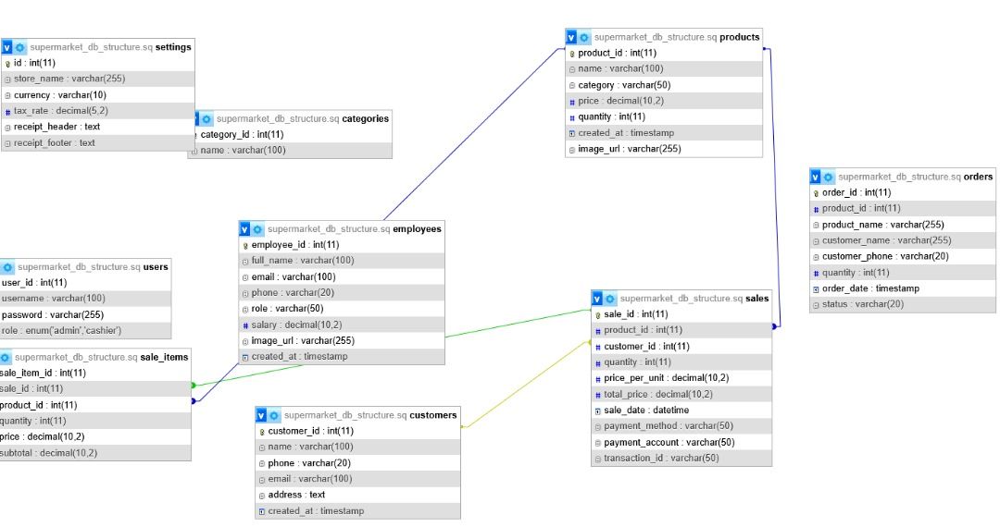 supermarket_db_structure.sq settings
id : int(11)
store_name : varchar(255)
currency : varchar(10)
tax_rate : decimal(5,2)
receipt_header : text
receipt_footer : text
supermarket_db_structure.sq categories
category_id : int(11)
name : varchar(100)
supermarket_db_structure.sq products
product_id : int(11)
name : varchar(100)
category : varchar(50)
price : decimal(10,2)
quantity : int(11)
created_at : timestamp
image_url : varchar(255)
supermarket_db_structure.sq orders
order_id : int(11)
product_id : int(11)
product_name : varchar(255)
customer_name : varchar(255)
customer_phone : varchar(20)
quantity : int(11)
order_date : timestamp
status : varchar(20)
supermarket_db_structure.sq employees
employee_id : int(11)
full_name : varchar(100)
email : varchar(100)
phone : varchar(20)
role : varchar(50)
salary : decimal(10,2)
image_url : varchar(255)
created_at : timestamp
supermarket_db_structure.sq users
user_id : int(11)
username : varchar(100)
password : varchar(255)
role : enum('admin','cashier')
supermarket_db_structure.sq sale_items
sale_item_id : int(11)
sale_id : int(11)
product_id : int(11)
quantity : int(11)
price : decimal(10,2)
subtotal : decimal(10,2)
supermarket_db_structure.sq sales
sale_id : int(11)
product_id : int(11)
customer_id : int(11)
quantity : int(11)
price_per_unit : decimal(10,2)
total_price : decimal(10,2)
sale_date : datetime
payment_method : varchar(50)
payment_account : varchar(50)
transaction_id : varchar(50)
supermarket_db_structure.sq customers
customer_id : int(11)
name : varchar(100)
phone : varchar(20)
email : varchar(100)
address : text
created_at : timestamp